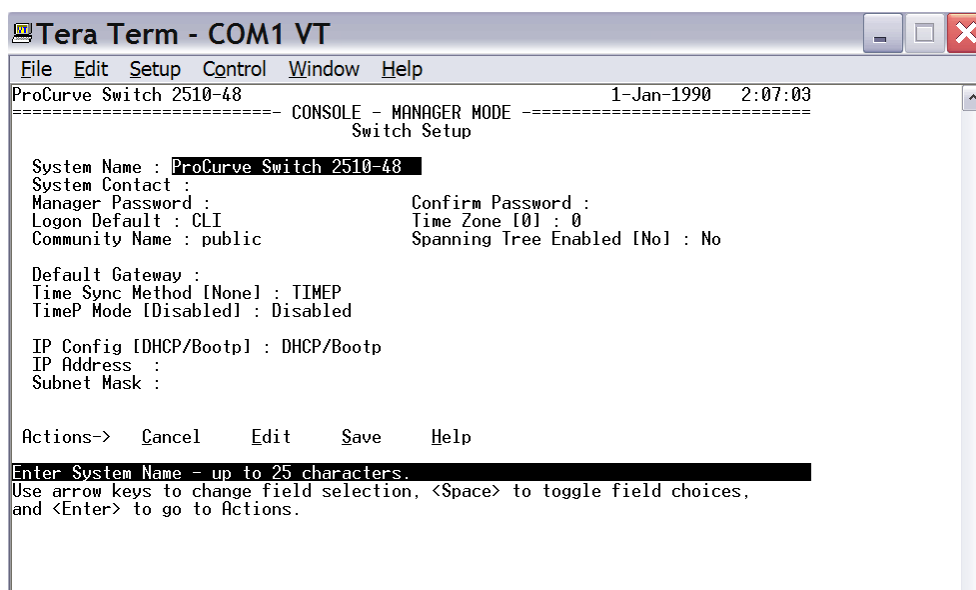 Tera Term - COM1 VT
File Edit Setup Control Window Help
ProCurve Switch 2510-48 1-Jan-1990 2:07:03
==========================- CONSOLE - MANAGER MODE -============================
Switch Setup
System Name : ProCurve Switch 2510-48
System Contact :
Manager Password : Confirm Password :
Logon Default : CLI Time Zone [0] : 0
Community Name : public Spanning Tree Enabled [No] : No
Default Gateway :
Time Sync Method [None] : TIMEP
TimeP Mode [Disabled] : Disabled
IP Config [DHCP/Bootp] : DHCP/Bootp
IP Address :
Subnet Mask :
Actions-> Cancel Edit Save Help
Enter System Name - up to 25 characters.
Use arrow keys to change field selection, <Space> to toggle field choices,
and <Enter> to go to Actions.